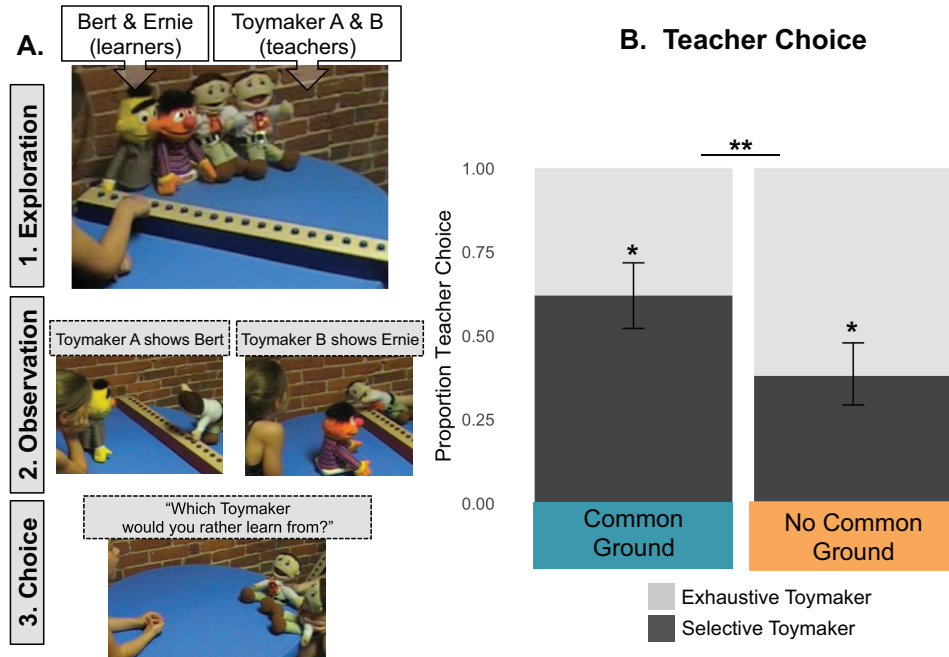 A.
Bert & Ernie
(learners)
Toymaker A & B
(teachers)
1. Exploration
2. Observation
Toymaker A shows Bert
Toymaker B shows Ernie
3. Choice
“Which Toymaker
would you rather learn from?”
B. Teacher Choice
Proportion Teacher Choice
**
1.00
0.75
0.50
0.25
0.00
*
*
Common
Ground
No Common
Ground
Exhaustive Toymaker
Selective Toymaker